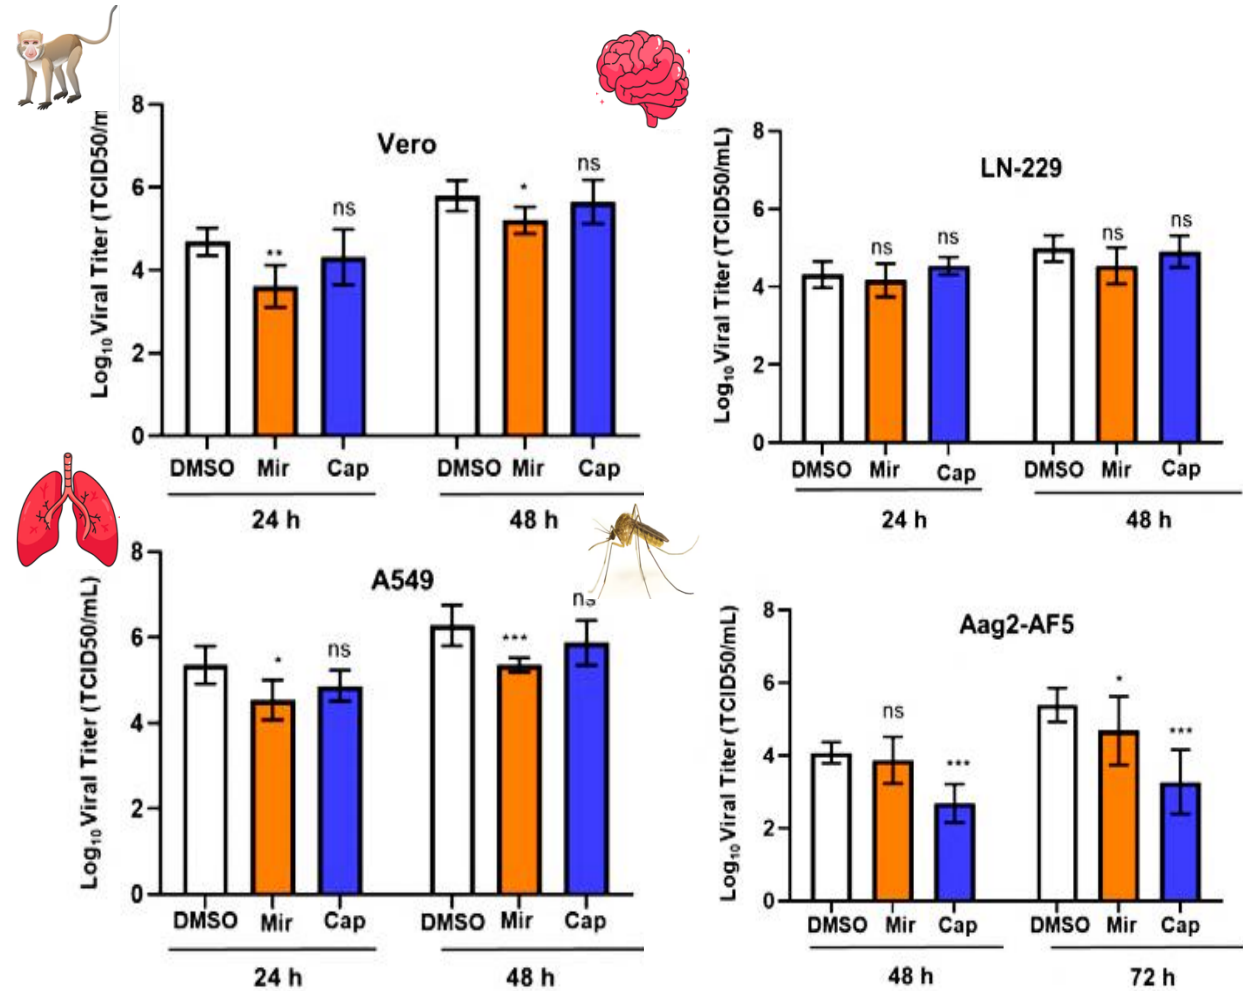 Vero
Log10 Viral Titer (TCID50/m
8
6
4
2
0
** ns * ns
DMSO Mir Cap DMSO Mir Cap
24 h 48 h
LN-229
Log10 Viral Titer (TCID50/mL)
8
6
4
2
0
ns ns ns ns
DMSO Mir Cap DMSO Mir Cap
24 h 48 h
A549
Log10 Viral Titer (TCID50/mL)
8
6
4
2
0
* ns *** ns
DMSO Mir Cap DMSO Mir Cap
24 h 48 h
Aag2-AF5
Log10 Viral Titer (TCID50/mL)
8
6
4
2
0
ns *** * ***
DMSO Mir Cap DMSO Mir Cap
48 h 72 h